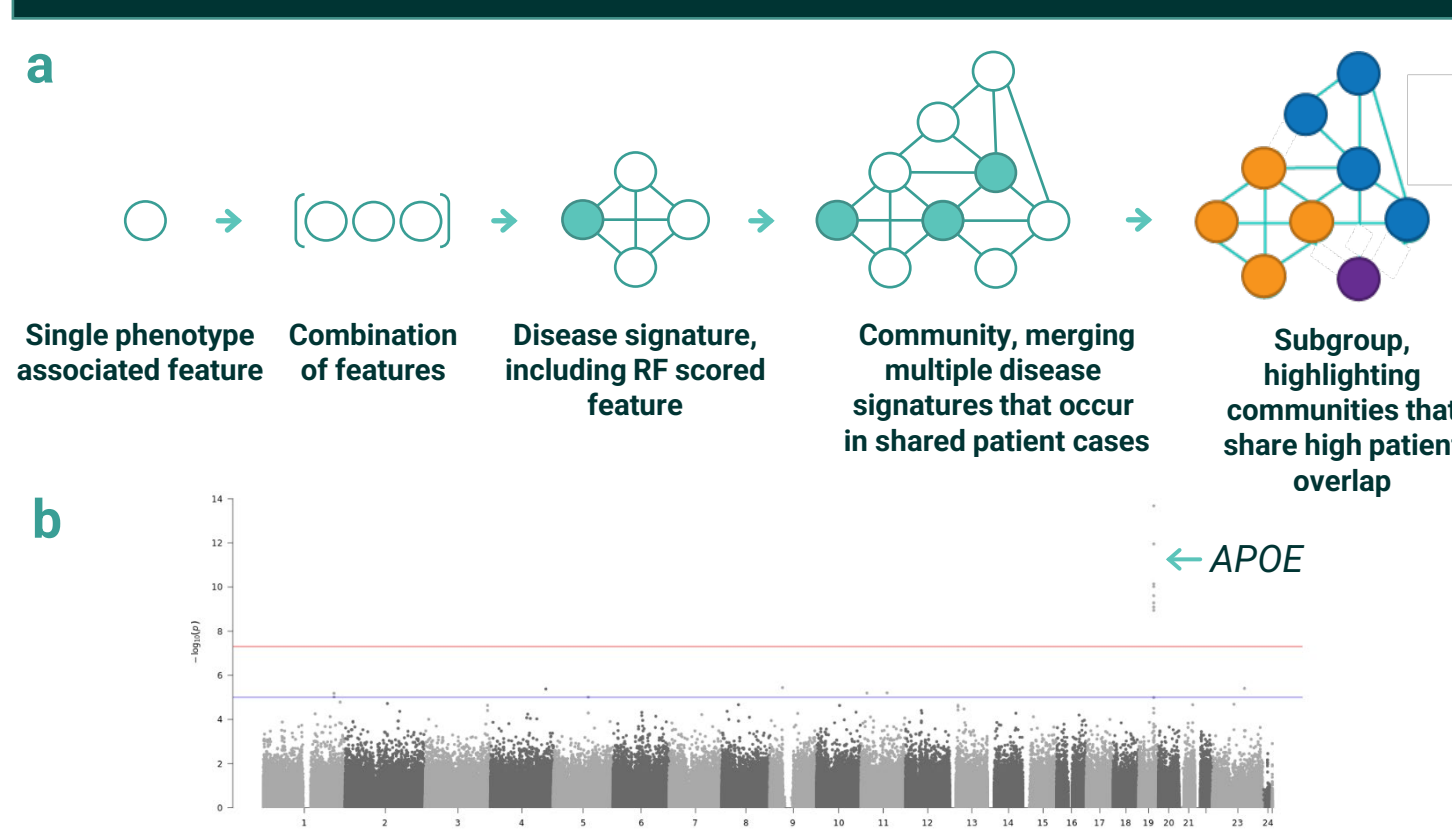 a
Single phenotype
associated feature
Combination
of features
Disease signature,
including RF scored
feature
Community, merging
multiple disease
signatures that occur
in shared patient cases
Subgroup,
highlighting
communities that
share high patient
overlap
b
14
12
10
8
6
4
2
0
−log₁₀(p)
← APOE
1 2 3 4 5 6 7 8 9 10 11 12 13 14 15 16 17 18 19 20 21 23 24